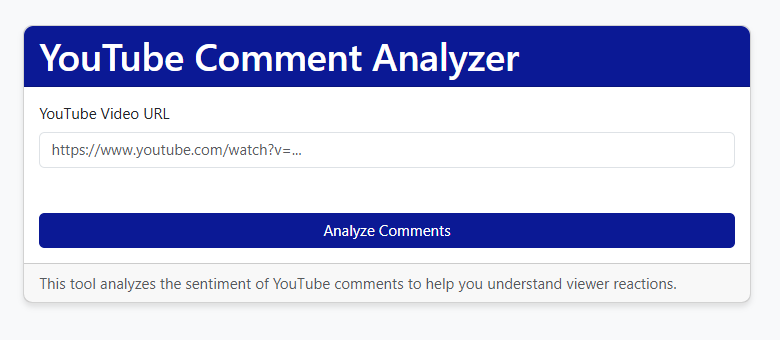 YouTube Comment Analyzer
YouTube Video URL
https://www.youtube.com/watch?v=...
Analyze Comments
This tool analyzes the sentiment of YouTube comments to help you understand viewer reactions.